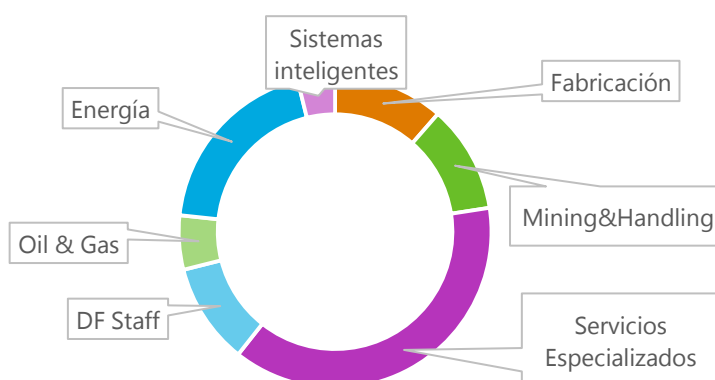 Sistemas
inteligentes
Fabricación
Energía
Mining&Handling
Oil & Gas
DF Staff
Servicios
Especializados